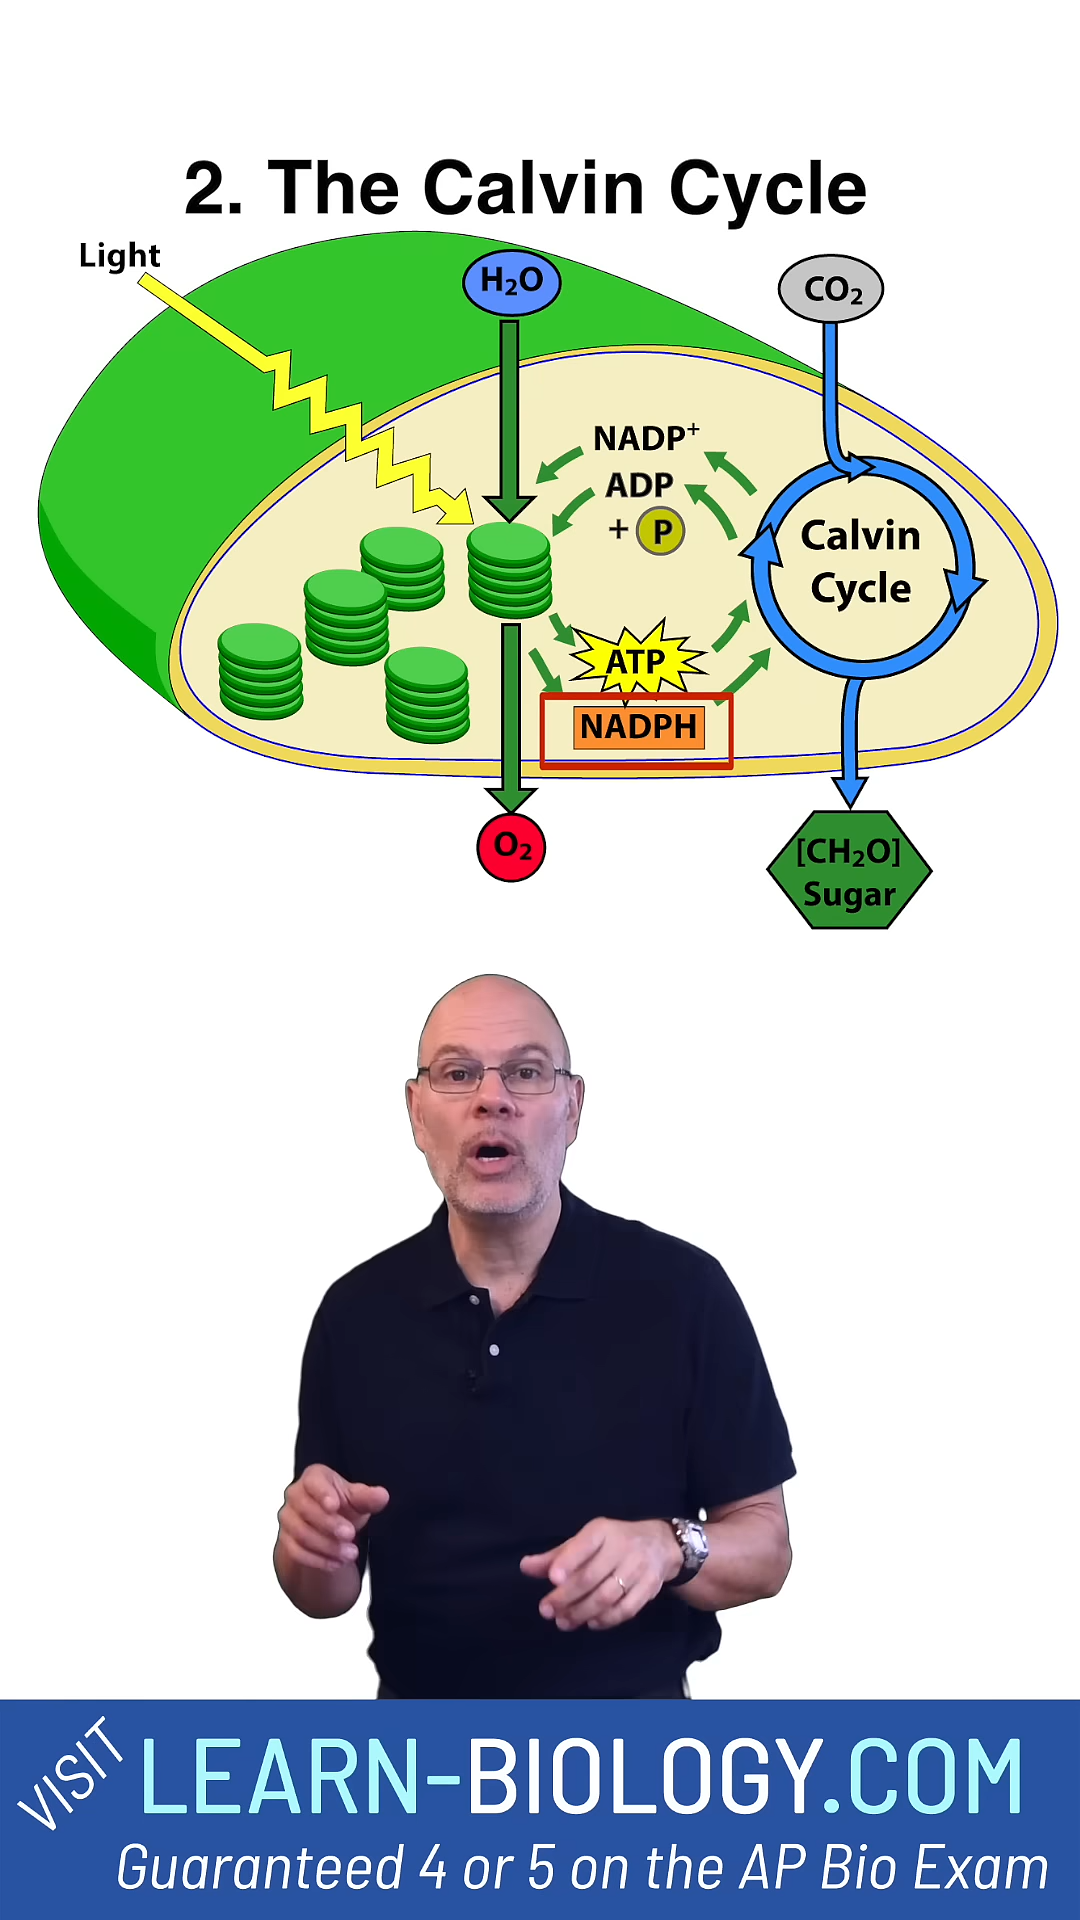 2. The Calvin Cycle
Light
H₂O
CO₂
NADP⁺
ADP
+ P
Calvin
Cycle
ATP
NADPH
O₂
[CH₂O]
Sugar
VISIT
LEARN-BIOLOGY.COM
Guaranteed 4 or 5 on the AP Bio Exam